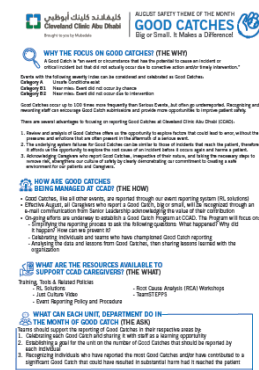 كليفلاند كلينك أبوظبي
Cleveland Clinic Abu Dhabi
AUGUST SAFETY THEME OF THE MONTH
GOOD CATCHES
Big or Small. It Makes a Difference!
WHY THE FOCUS ON GOOD CATCHES? (THE WHY)
A Good Catch is "an event or circumstance that has the potential to cause an incident or
critical incident but that did not actually occur due to corrective action and/or timely intervention."
Events with the following severity index can be considered and celebrated as Good Catches:
Category A Unsafe Conditions exist
Category B1 Near miss- Event did not occur by chance
Category B2 Near miss- Event did not occur due to intervention
Good Catches occur up to 100 times more frequently than Serious Events, but often go underreported. Recognising and
rewarding staff can encourage Good Catch submissions and provide more opportunities to improve patient safety.
There are several advantages to focusing on reporting Good Catches at Cleveland Clinic Abu Dhabi (CCAD):
1. Review and analysis of Good Catches offers us the opportunity to explore factors that could lead to error, without the
pressures and emotions that are often present in the aftermath of a serious event.
2. The underlying system failures for Good Catches can be similar to those of incidents that reach the patient, therefore
it affords us the opportunity to explore the root cause of an incident before it occurs again and harms a patient.
3. Acknowledging Caregivers who report Good Catches, irrespective of their nature, and taking the necessary steps to
remove risk, strengthens our culture of safety by clearly demonstrating our commitment to creating a safe
environment for our patients and Caregivers.
HOW ARE GOOD CATCHES
BEING MANAGED AT CCAD? (THE HOW)
• Good Catches, like all other events, are reported through our event reporting system (RL solutions)
• Effective August, all Caregivers who report a Good Catch, big or small, will be recognized through an
e-mail communication from Senior Leadership acknowledging the value of their contribution
• On-going efforts are underway to establish a Good Catch Program at CCAD. The Program will focus on:
- Simplifying the reporting process to ask the following questions: What happened? Why did
it happen? How can we prevent it?
- Celebrating individuals and teams who have championed Good Catch reporting
- Analysing the data and lessons from Good Catches, then sharing lessons learned with the
organization
WHAT ARE THE RESOURCES AVAILABLE TO
SUPPORT CCAD CAREGIVERS? (THE WHAT)
Training, Tools & Related Policies
- RL Solutions
- Root Cause Analysis (RCA) Workshops
- Just Culture Video
- TeamSTEPPS
- Event Reporting Policy and Procedure
WHAT CAN EACH UNIT, DEPARTMENT DO IN
THE MONTH OF GOOD CATCH (THE ASK)
Teams should support the reporting of Good Catches in their respective areas by
1. Celebrating each Good Catch and sharing it with staff as a learning opportunity
2. Establishing a goal for the unit on the number of Good Catches that should be reported by
each individual
3. Recognizing individuals who have reported the most Good Catches and/or have contributed to
a significant Good Catch that could have resulted in substantial harm had it reached the patient